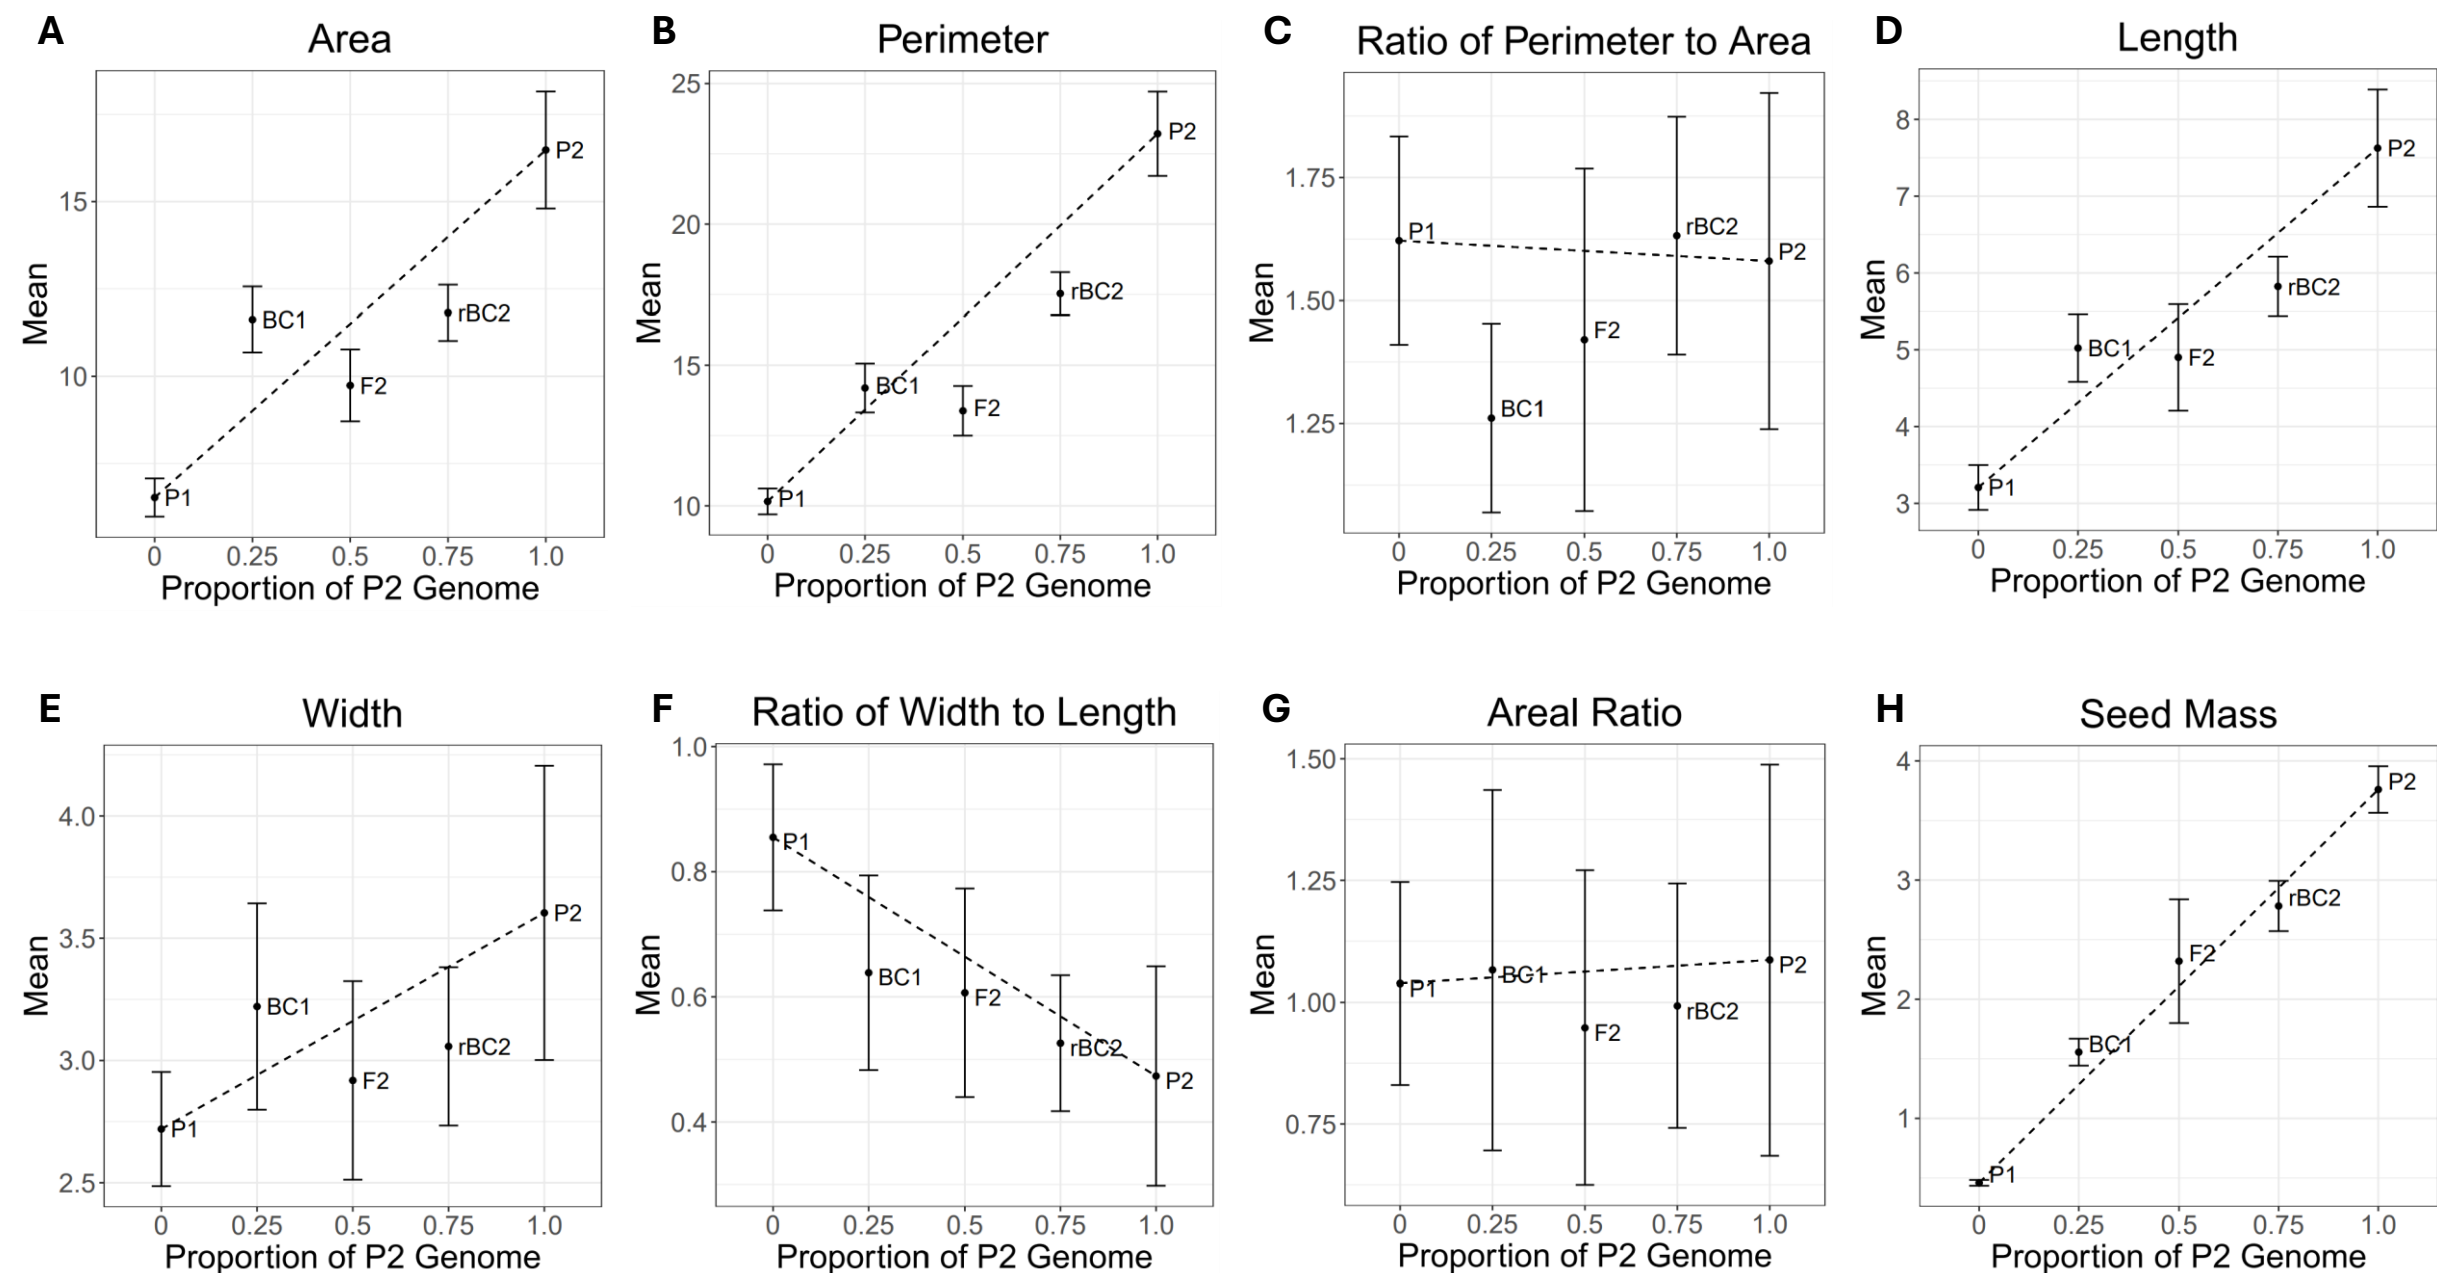 A
Area
Mean
15
10
P1
BC1
F2
rBC2
P2
0 0.25 0.5 0.75 1.0
Proportion of P2 Genome
B
Perimeter
Mean
25
20
15
10
P1
BC1
F2
rBC2
P2
0 0.25 0.5 0.75 1.0
Proportion of P2 Genome
C
Ratio of Perimeter to Area
Mean
1.75
1.50
1.25
P1
BC1
F2
rBC2
P2
0 0.25 0.5 0.75 1.0
Proportion of P2 Genome
D
Length
Mean
8
7
6
5
4
3
P1
BC1
F2
rBC2
P2
0 0.25 0.5 0.75 1.0
Proportion of P2 Genome
E
Width
Mean
4.0
3.5
3.0
2.5
P1
BC1
F2
rBC2
P2
0 0.25 0.5 0.75 1.0
Proportion of P2 Genome
F
Ratio of Width to Length
Mean
1.0
0.8
0.6
0.4
P1
BC1
F2
rBC2
P2
0 0.25 0.5 0.75 1.0
Proportion of P2 Genome
G
Areal Ratio
Mean
1.50
1.25
1.00
0.75
P1
BC1
F2
rBC2
P2
0 0.25 0.5 0.75 1.0
Proportion of P2 Genome
H
Seed Mass
Mean
4
3
2
1
P1
BC1
F2
rBC2
P2
0 0.25 0.5 0.75 1.0
Proportion of P2 Genome